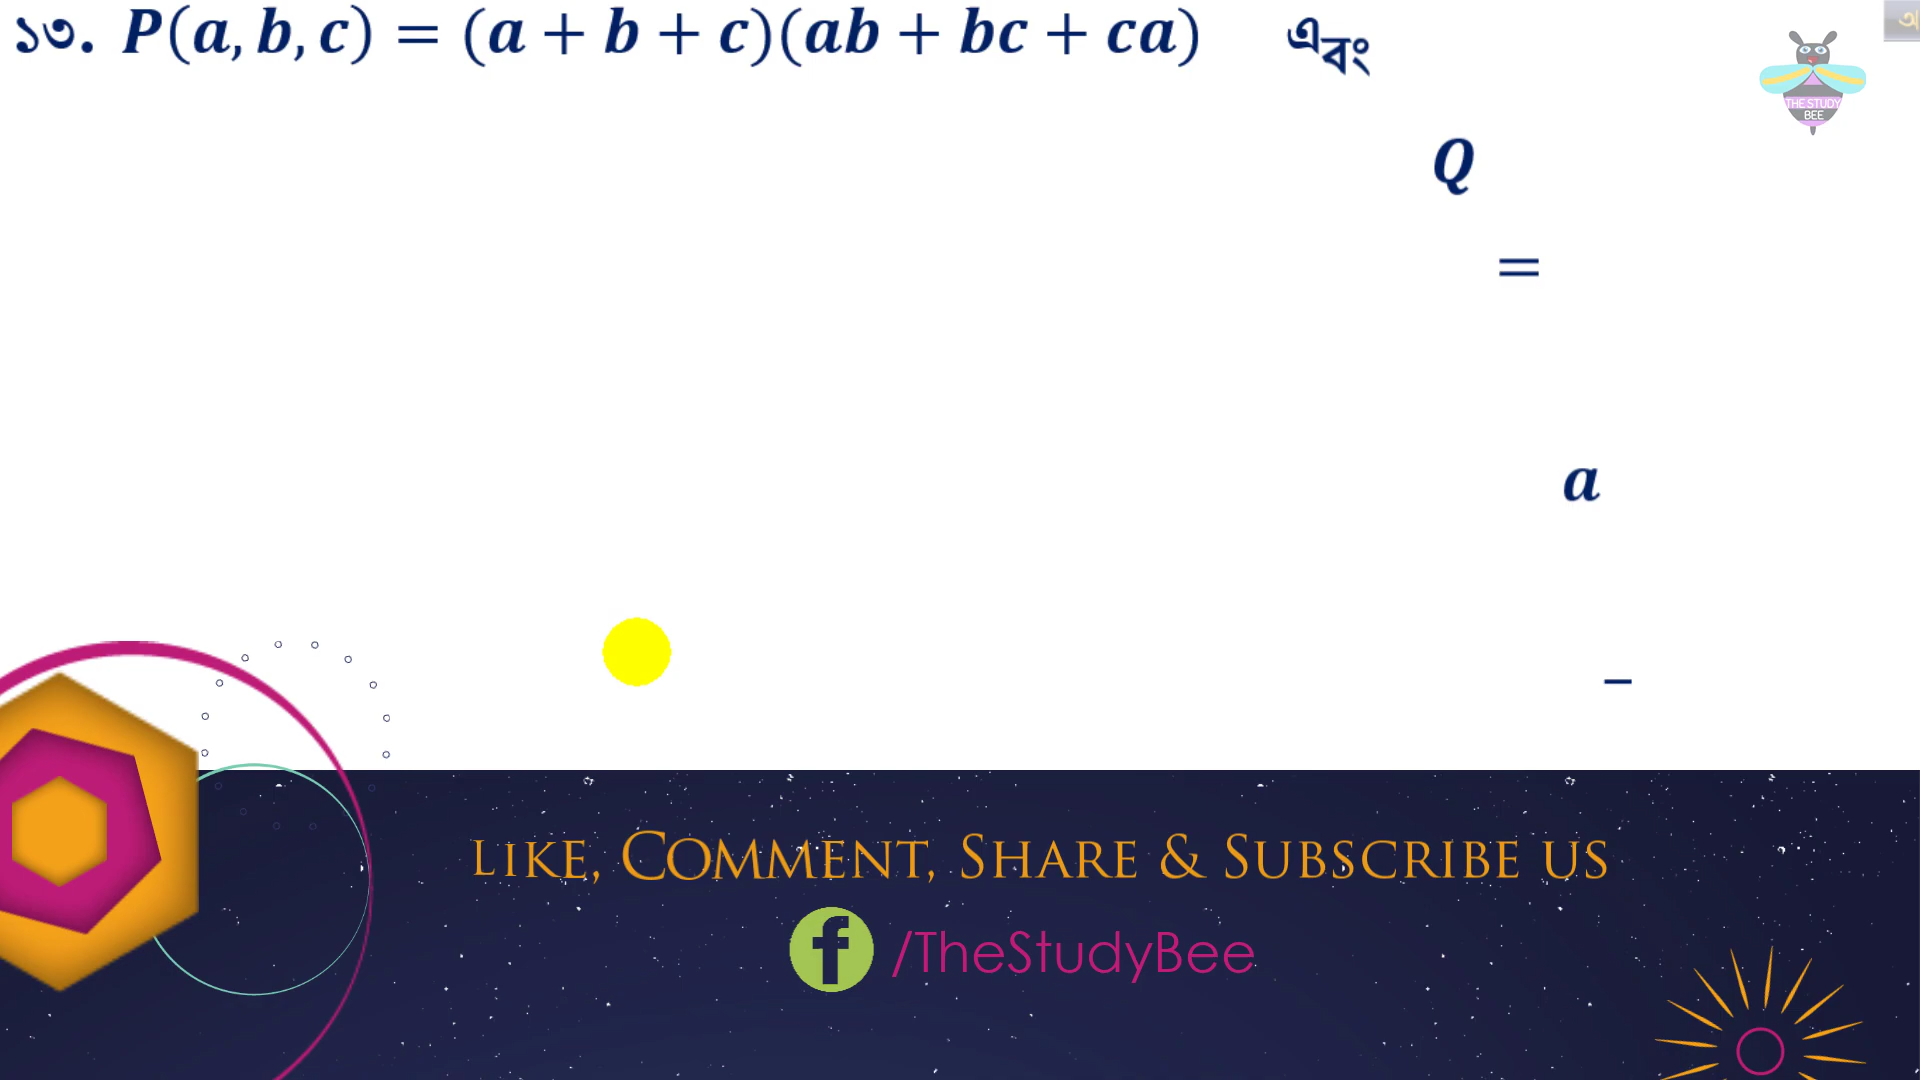 ১৩. P(a, b, c) = (a + b + c)(ab + bc + ca) এবং
Q
=
a
–
THE STUDY
BEE
LIKE, COMMENT, SHARE & SUBSCRIBE US
f /TheStudyBee